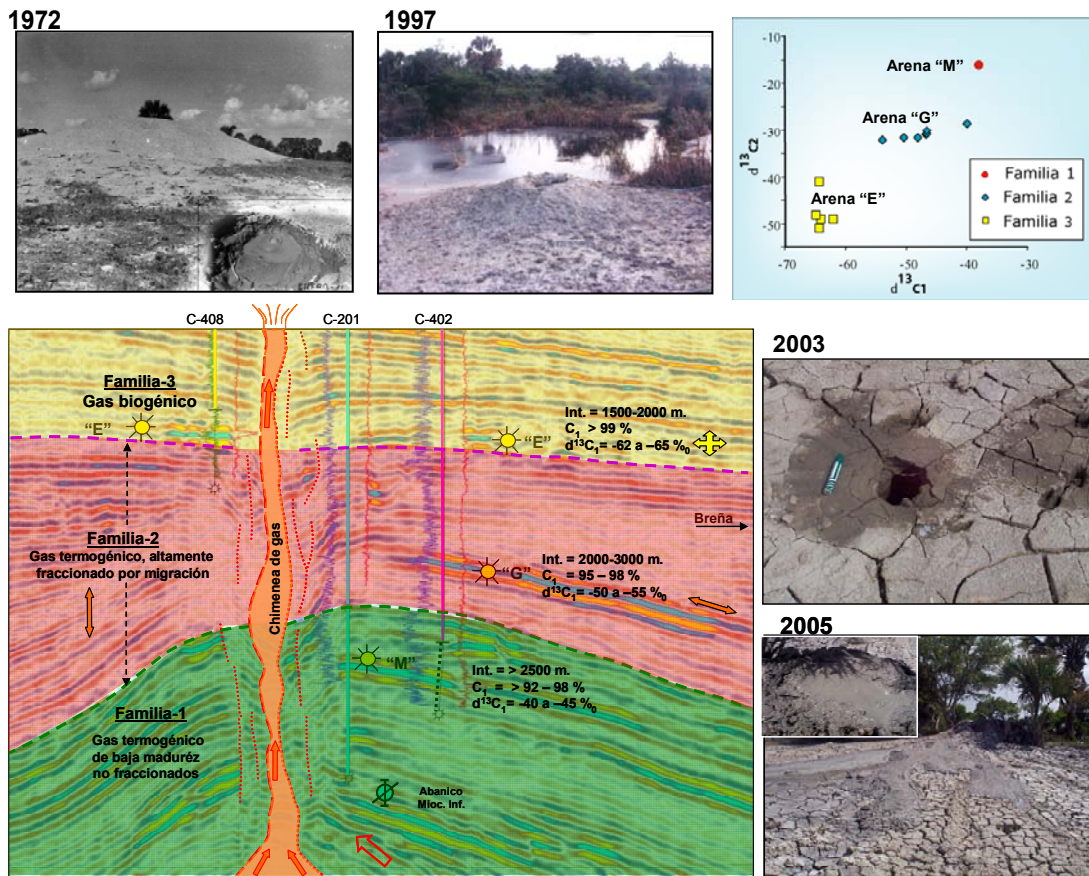 1972
1997
-10
-20
-30
-40
-50
-70
-60
-50
-40
-30
d13C2
d13C1
Arena “M”
Arena “G”
Arena “E”
Familia 1
Familia 2
Familia 3
C-408
C-201
C-402
Familia-3
Gas biogénico
“E”
Int. = 1500-2000 m.
C1 > 99 %
d13C1= -62 a –65 %0
“E”
Chimenea de gas
Breña
Familia-2
Gas termogénico, altamente
fraccionado por migración
“G”
Int. = 2000-3000 m.
C1 = 95 – 98 %
d13C1= -50 a –55 %0
“M”
Int. = > 2500 m.
C1 = > 92 – 98 %
d13C1= -40 a –45 %0
Familia-1
Gas termogénico
de baja maduréz
no fraccionados
Abanico
Mioc. Inf.
2003
2005